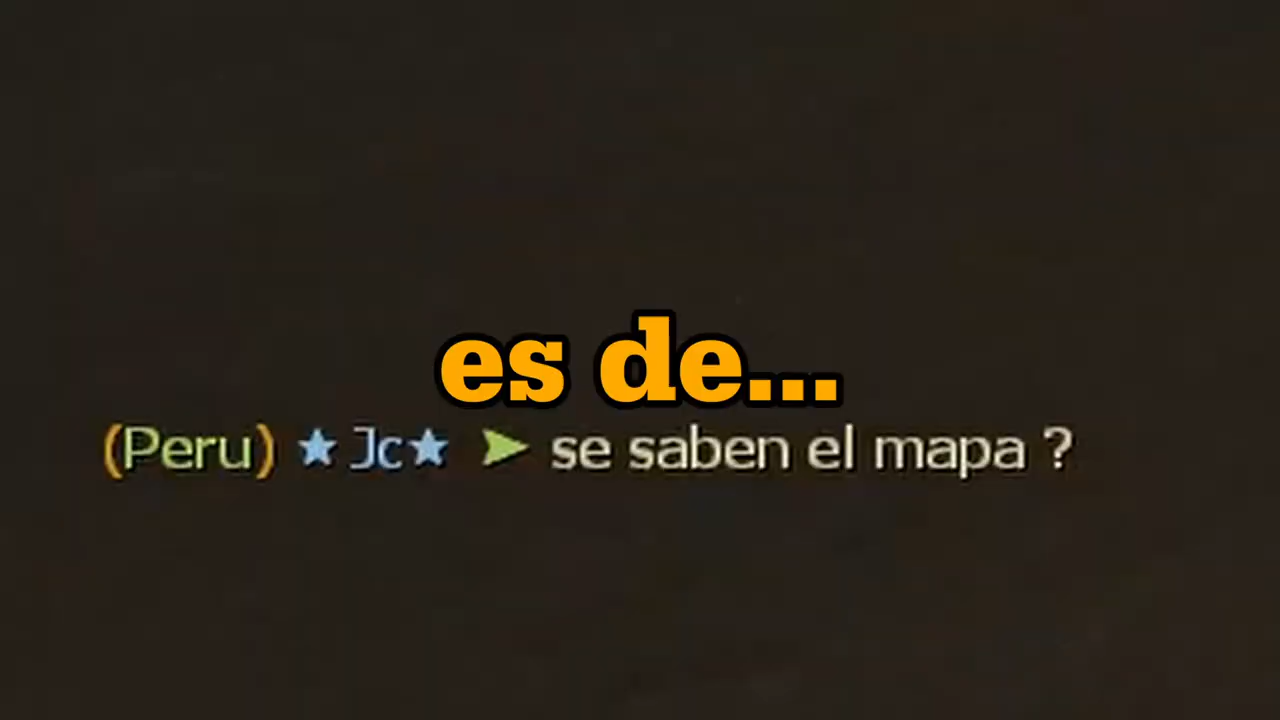 es de...
(Peru) ★Jc★ ➤ se saben el mapa ?